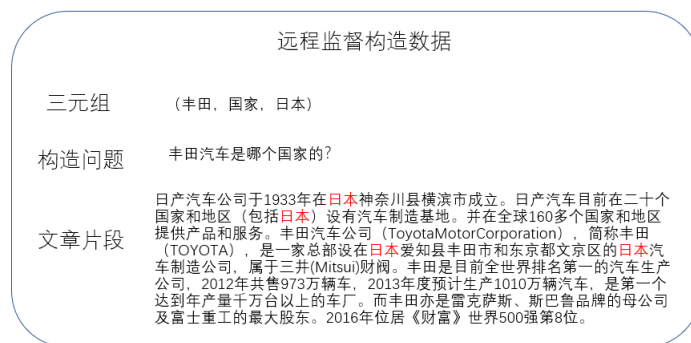 远程监督构造数据
三元组
（丰田，国家，日本）
构造问题
丰田汽车是哪个国家的?
文章片段
日产汽车公司于1933年在日本神奈川县横滨市成立。日产汽车目前在二十个
国家和地区（包括日本）设有汽车制造基地。并在全球160多个国家和地区
提供产品和服务。丰田汽车公司（ToyotaMotorCorporation），简称丰田
（TOYOTA），是一家总部设在日本爱知县丰田市和东京都文京区的日本汽
车制造公司，属于三井(Mitsui)财阀。丰田是目前全世界排名第一的汽车生产
公司，2012年共售973万辆车，2013年度预计生产1010万辆汽车，是第一个
达到年产量千万台以上的车厂。而丰田亦是雷克萨斯、斯巴鲁品牌的母公司
及富士重工的最大股东。2016年位居《财富》世界500强第8位。